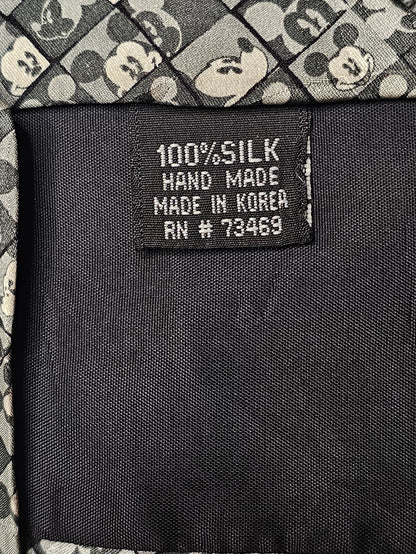 100%SILK
HAND MADE
MADE IN KOREA
RN # 73469